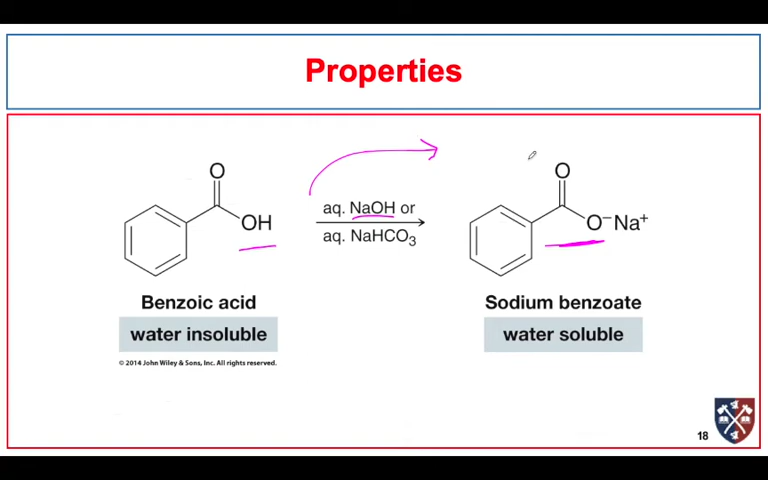 Properties
O
OH
aq. NaOH or
aq. NaHCO₃
O
O⁻Na⁺
Benzoic acid
water insoluble
Sodium benzoate
water soluble
© 2014 John Wiley & Sons, Inc. All rights reserved.
18